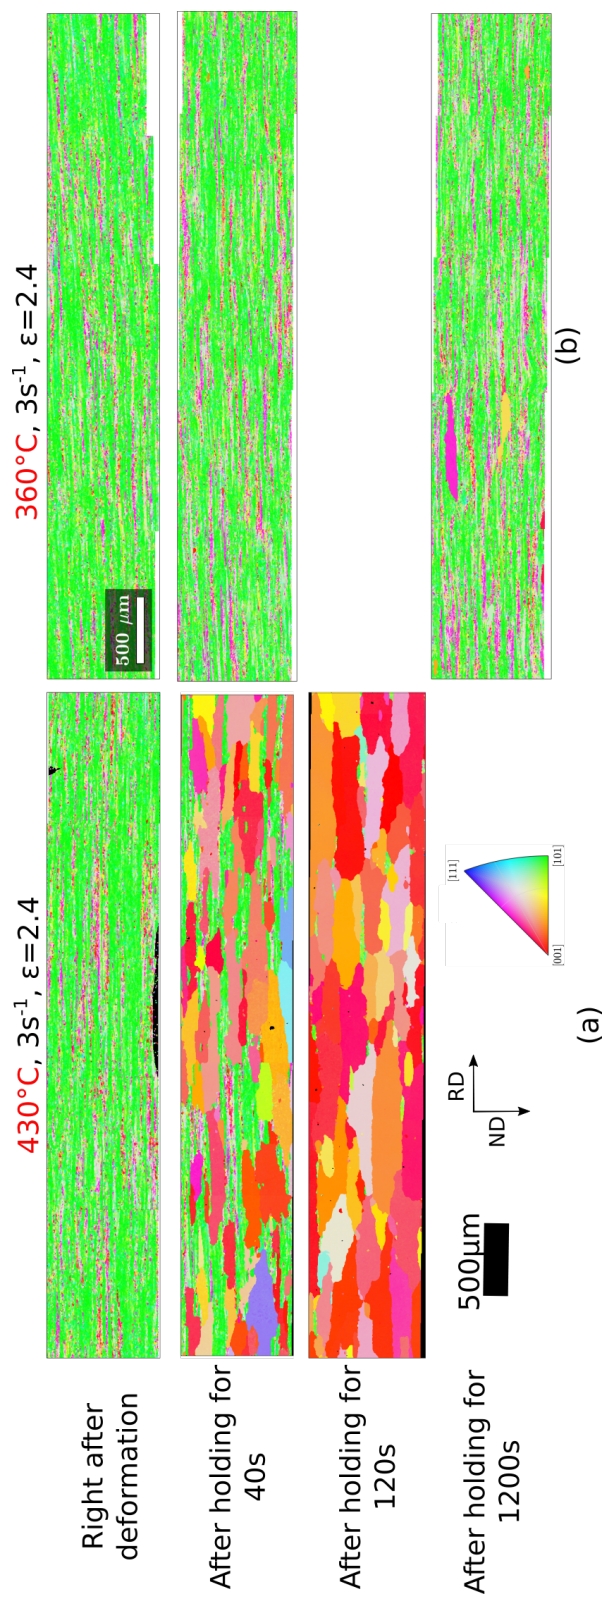 430°C, 3s⁻¹, ε=2.4
360°C, 3s⁻¹, ε=2.4
Right after
deformation
500 μm
After holding for
40s
After holding for
120s
After holding for
1200s
500μm
RD
ND
[111]
[001]
[101]
(a)
(b)